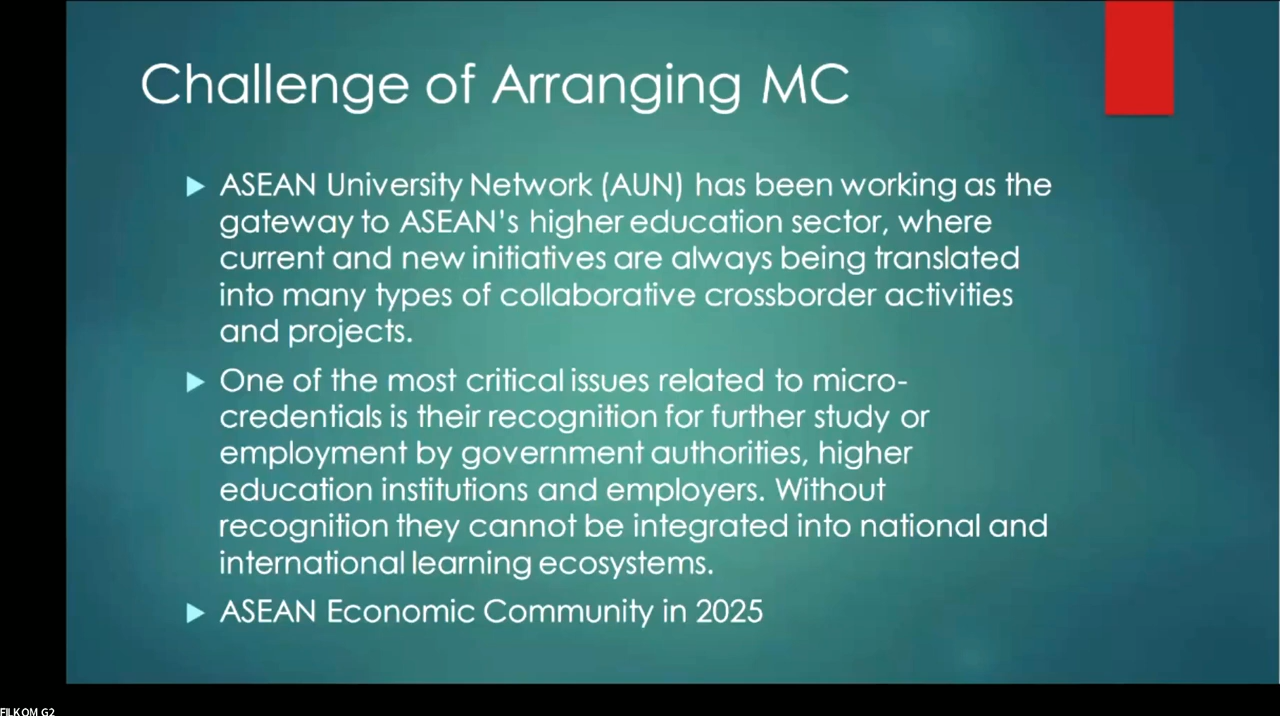 Challenge of Arranging MC
ASEAN University Network (AUN) has been working as the
gateway to ASEAN's higher education sector, where
current and new initiatives are always being translated
into many types of collaborative crossborder activities
and projects.
One of the most critical issues related to micro-
credentials is their recognition for further study or
employment by government authorities, higher
education institutions and employers. Without
recognition they cannot be integrated into national and
international learning ecosystems.
ASEAN Economic Community in 2025
FILKOM G2